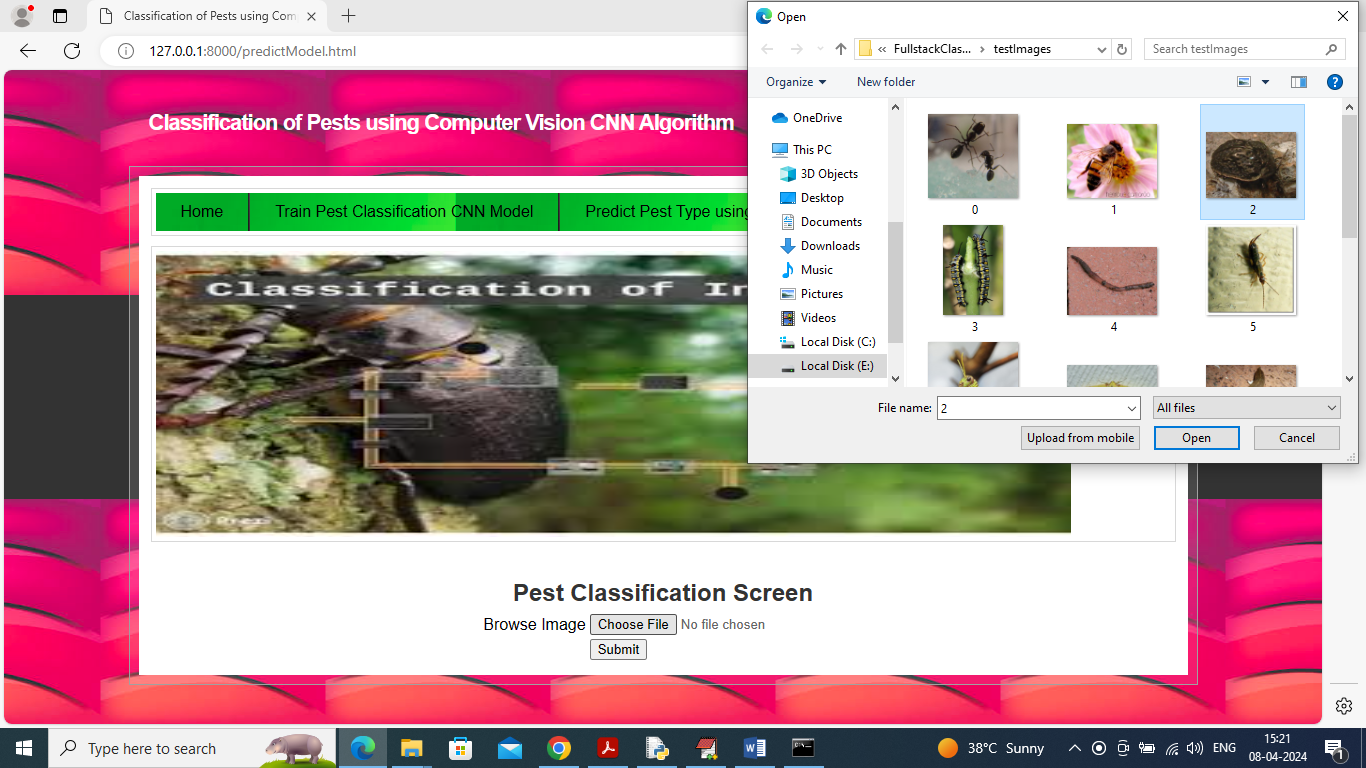 Classification of Pests using Com
127.0.0.1:8000/predictModel.html
Classification of Pests using Computer Vision CNN Algorithm
Home
Train Pest Classification CNN Model
Predict Pest Type using
Classification of In
Pest Classification Screen
Browse Image Choose File No file chosen
Submit
Open
« FullstackClas... › testImages
Search testImages
Organize
New folder
OneDrive
This PC
3D Objects
Desktop
Documents
Downloads
Music
Pictures
Videos
Local Disk (C:)
Local Disk (E:)
0
1
2
3
4
5
File name: 2
All files
Upload from mobile
Open
Cancel
Type here to search
38°C Sunny
ENG
15:21
08-04-2024
1